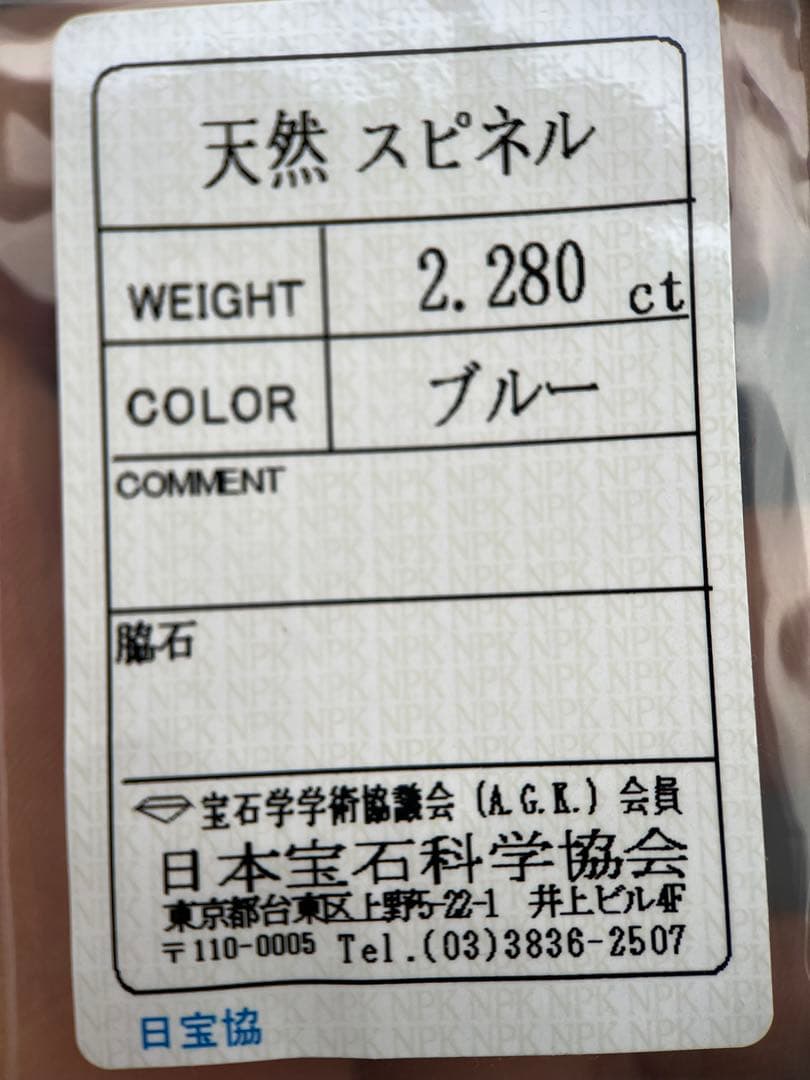 天然 スピネル
WEIGHT 2.280 ct
COLOR ブルー
COMMENT
脇石
宝石学学術協議会 (A.G.K.) 会員
日本宝石科学協会
東京都台東区上野5-22-1 井上ビル4F
〒110-0005 Tel.(03)3836-2507
日宝協